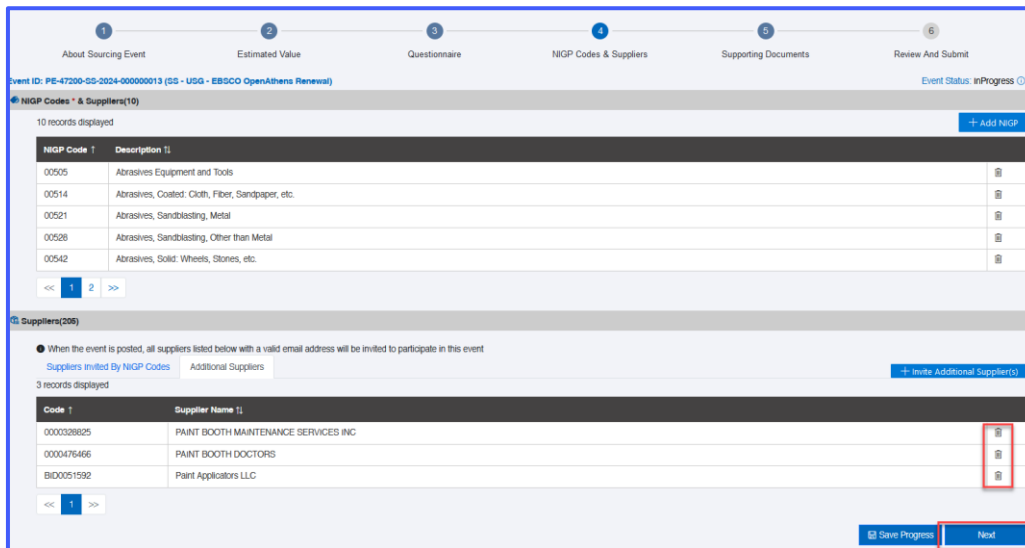 1 2 3 4 5 6
About Sourcing Event Estimated Value Questionnaire NIGP Codes & Suppliers Supporting Documents Review And Submit
Event ID: PE-47200-SS-2024-000000013 (SS - USG - EBSCO OpenAthens Renewal) Event Status: InProgress
NIGP Codes * & Suppliers(10)
10 records displayed + Add NIGP
NIGP Code ↑ Description ↑↓
00505 Abrasives Equipment and Tools
00514 Abrasives, Coated: Cloth, Fiber, Sandpaper, etc.
00521 Abrasives, Sandblasting, Metal
00528 Abrasives, Sandblasting, Other than Metal
00542 Abrasives, Solid: Wheels, Stones, etc.
<< 1 2 >>
Suppliers(205)
When the event is posted, all suppliers listed below with a valid email address will be invited to participate in this event
Suppliers Invited By NIGP Codes Additional Suppliers + Invite Additional Supplier(s)
3 records displayed
Code ↑ Supplier Name ↑↓
0000328825 PAINT BOOTH MAINTENANCE SERVICES INC
0000476466 PAINT BOOTH DOCTORS
BID0051592 Paint Applicators LLC
<< 1 >>
Save Progress Next